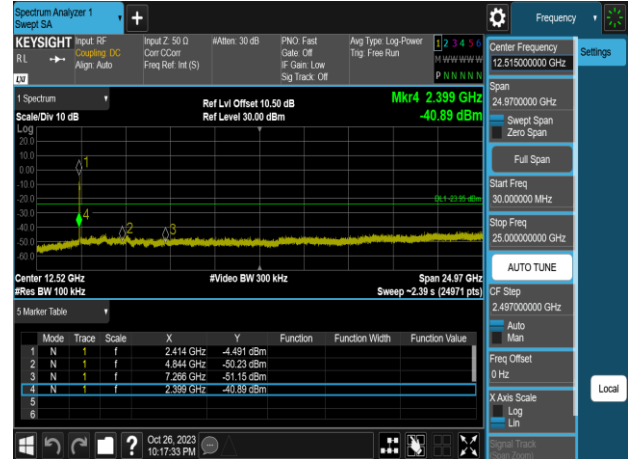 Spectrum Analyzer 1
Swept SA
+
Frequency
KEYSIGHT
RL
LXI
Input: RF
Coupling: DC
Align: Auto
Input Z: 50 Ω
Corr CCorr
Freq Ref: Int (S)
#Atten: 30 dB
PNO: Fast
Gate: Off
IF Gain: Low
Sig Track: Off
Avg Type: Log-Power
Trig: Free Run
1 2 3 4 5 6
M W W W W W
P N N N N N
1 Spectrum
Scale/Div 10 dB
Ref Lvl Offset 10.50 dB
Ref Level 30.00 dBm
Mkr4 2.399 GHz
-40.89 dBm
Log
20.0
10.0
0.00
-10.0
-20.0
-30.0
-40.0
-50.0
-60.0
1
4
2
3
DL1 -23.95 dBm
Center 12.52 GHz
#Res BW 100 kHz
#Video BW 300 kHz
Span 24.97 GHz
Sweep ~2.39 s (24971 pts)
5 Marker Table
Mode Trace Scale X Y Function Function Width Function Value
1 N 1 f 2.414 GHz -4.491 dBm
2 N 1 f 4.844 GHz -50.23 dBm
3 N 1 f 7.266 GHz -51.15 dBm
4 N 1 f 2.399 GHz -40.89 dBm
5
6
?
Oct 26, 2023
10:17:33 PM
Center Frequency
12.515000000 GHz
Settings
Span
24.9700000 GHz
Swept Span
Zero Span
Full Span
Start Freq
30.000000 MHz
Stop Freq
25.000000000 GHz
AUTO TUNE
CF Step
2.497000000 GHz
Auto
Man
Freq Offset
0 Hz
X Axis Scale
Log
Lin
Local
Signal Track
(Span Zoom)